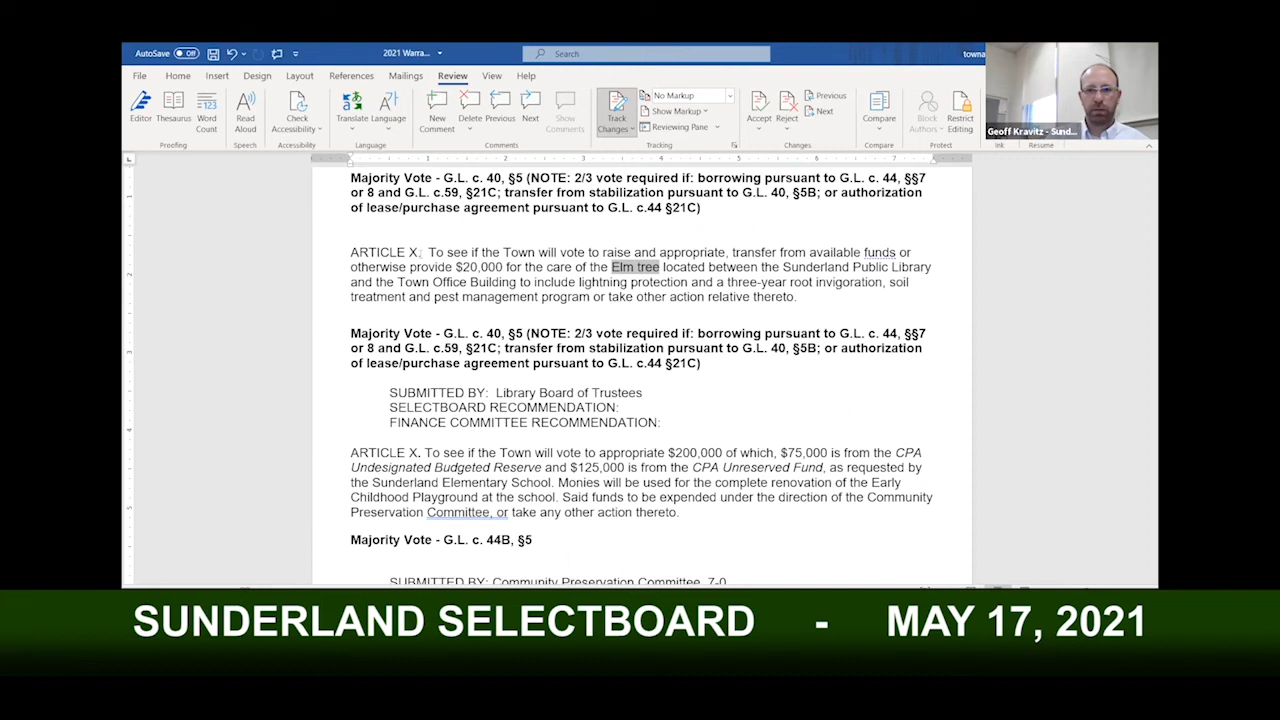 AutoSave Off 2021 Warra... Search towna
File Home Insert Design Layout References Mailings Review View Help
Editor Thesaurus Word Count Read Aloud Check Accessibility Translate Language New Comment Delete Previous Next Show Comments Track Changes No Markup Show Markup Reviewing Pane Accept Reject Previous Next Compare Block Authors Restrict Editing
Proofing Speech Accessibility Language Comments Tracking Changes Compare Protect Ink Resume
Geoff Kravitz - Sund...
1 2 3 4 5 6 7
Majority Vote - G.L. c. 40, §5 (NOTE: 2/3 vote required if: borrowing pursuant to G.L. c. 44, §§7
or 8 and G.L. c.59, §21C; transfer from stabilization pursuant to G.L. 40, §5B; or authorization
of lease/purchase agreement pursuant to G.L. c.44 §21C)
ARTICLE X. To see if the Town will vote to raise and appropriate, transfer from available funds or
otherwise provide $20,000 for the care of the Elm tree located between the Sunderland Public Library
and the Town Office Building to include lightning protection and a three-year root invigoration, soil
treatment and pest management program or take other action relative thereto.
Majority Vote - G.L. c. 40, §5 (NOTE: 2/3 vote required if: borrowing pursuant to G.L. c. 44, §§7
or 8 and G.L. c.59, §21C; transfer from stabilization pursuant to G.L. 40, §5B; or authorization
of lease/purchase agreement pursuant to G.L. c.44 §21C)
SUBMITTED BY: Library Board of Trustees
SELECTBOARD RECOMMENDATION:
FINANCE COMMITTEE RECOMMENDATION:
ARTICLE X. To see if the Town will vote to appropriate $200,000 of which, $75,000 is from the CPA
Undesignated Budgeted Reserve and $125,000 is from the CPA Unreserved Fund, as requested by
the Sunderland Elementary School. Monies will be used for the complete renovation of the Early
Childhood Playground at the school. Said funds to be expended under the direction of the Community
Preservation Committee, or take any other action thereto.
Majority Vote - G.L. c. 44B, §5
SUBMITTED BY: Community Preservation Committee 7-0
SUNDERLAND SELECTBOARD - MAY 17, 2021